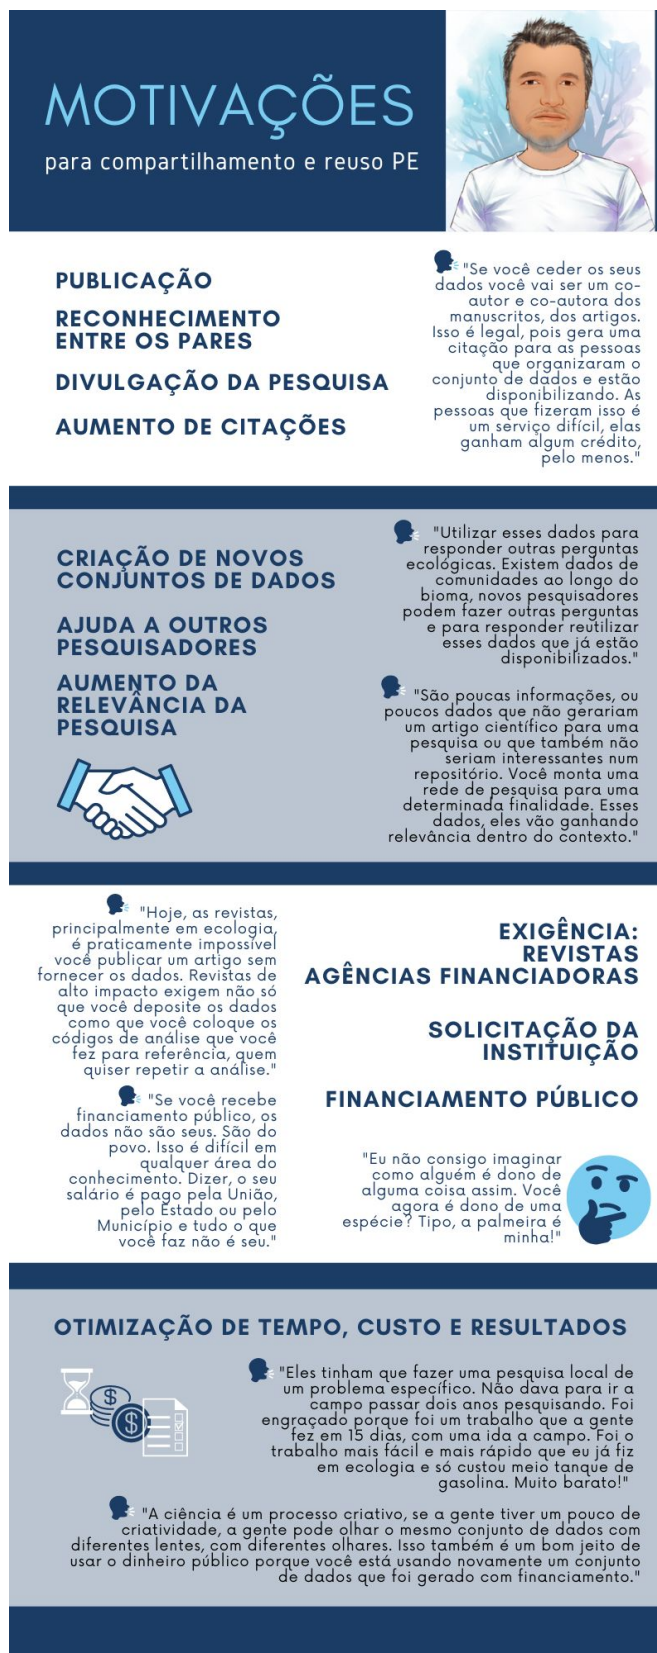 MOTIVAÇÕES
para compartilhamento e reuso PE
PUBLICAÇÃO
RECONHECIMENTO
ENTRE OS PARES
DIVULGAÇÃO DA PESQUISA
AUMENTO DE CITAÇÕES
"Se você ceder os seus
dados você vai ser um co-
autor e co-autora dos
manuscritos, dos artigos.
Isso é legal, pois gera uma
citação para as pessoas
que organizaram o
conjunto de dados e estão
disponibilizando. As
pessoas que fizeram isso é
um serviço difícil, elas
ganham algum crédito,
pelo menos."
CRIAÇÃO DE NOVOS
CONJUNTOS DE DADOS
AJUDA A OUTROS
PESQUISADORES
AUMENTO DA
RELEVÂNCIA DA
PESQUISA
"Utilizar esses dados para
responder outras perguntas
ecológicas. Existem dados de
comunidades ao longo do
bioma, novos pesquisadores
podem fazer outras perguntas
e para responder reutilizar
esses dados que já estão
disponibilizados."
"São poucas informações, ou
poucos dados que não gerariam
um artigo científico para uma
pesquisa ou que também não
seriam interessantes num
repositório. Você monta uma
rede de pesquisa para uma
determinada finalidade. Esses
dados, eles vão ganhando
relevância dentro do contexto."
"Hoje, as revistas,
principalmente em ecologia,
é praticamente impossível
você publicar um artigo sem
fornecer os dados. Revistas de
alto impacto exigem não só
que você deposite os dados
como que você coloque os
códigos de análise que você
fez para referência, quem
quiser repetir a análise."
"Se você recebe
financiamento público, os
dados não são seus. São do
povo. Isso é difícil em
qualquer área do
conhecimento. Dizer, o seu
salário é pago pela União,
pelo Estado ou pelo
Município e tudo o que
você faz não é seu."
EXIGÊNCIA:
REVISTAS
AGÊNCIAS FINANCIADORAS
SOLICITAÇÃO DA
INSTITUIÇÃO
FINANCIAMENTO PÚBLICO
"Eu não consigo imaginar
como alguém é dono de
alguma coisa assim. Você
agora é dono de uma
espécie? Tipo, a palmeira é
minha!"
OTIMIZAÇÃO DE TEMPO, CUSTO E RESULTADOS
"Eles tinham que fazer uma pesquisa local de
um problema específico. Não dava para ir a
campo passar dois anos pesquisando. Foi
engraçado porque foi um trabalho que a gente
fez em 15 dias, com uma ida a campo. Foi o
trabalho mais fácil e mais rápido que eu já fiz
em ecologia e só custou meio tanque de
gasolina. Muito barato!"
"A ciência é um processo criativo, se a gente tiver um pouco de
criatividade, a gente pode olhar o mesmo conjunto de dados com
diferentes lentes, com diferentes olhares. Isso também é um bom jeito de
usar o dinheiro público porque você está usando novamente um conjunto
de dados que foi gerado com financiamento."